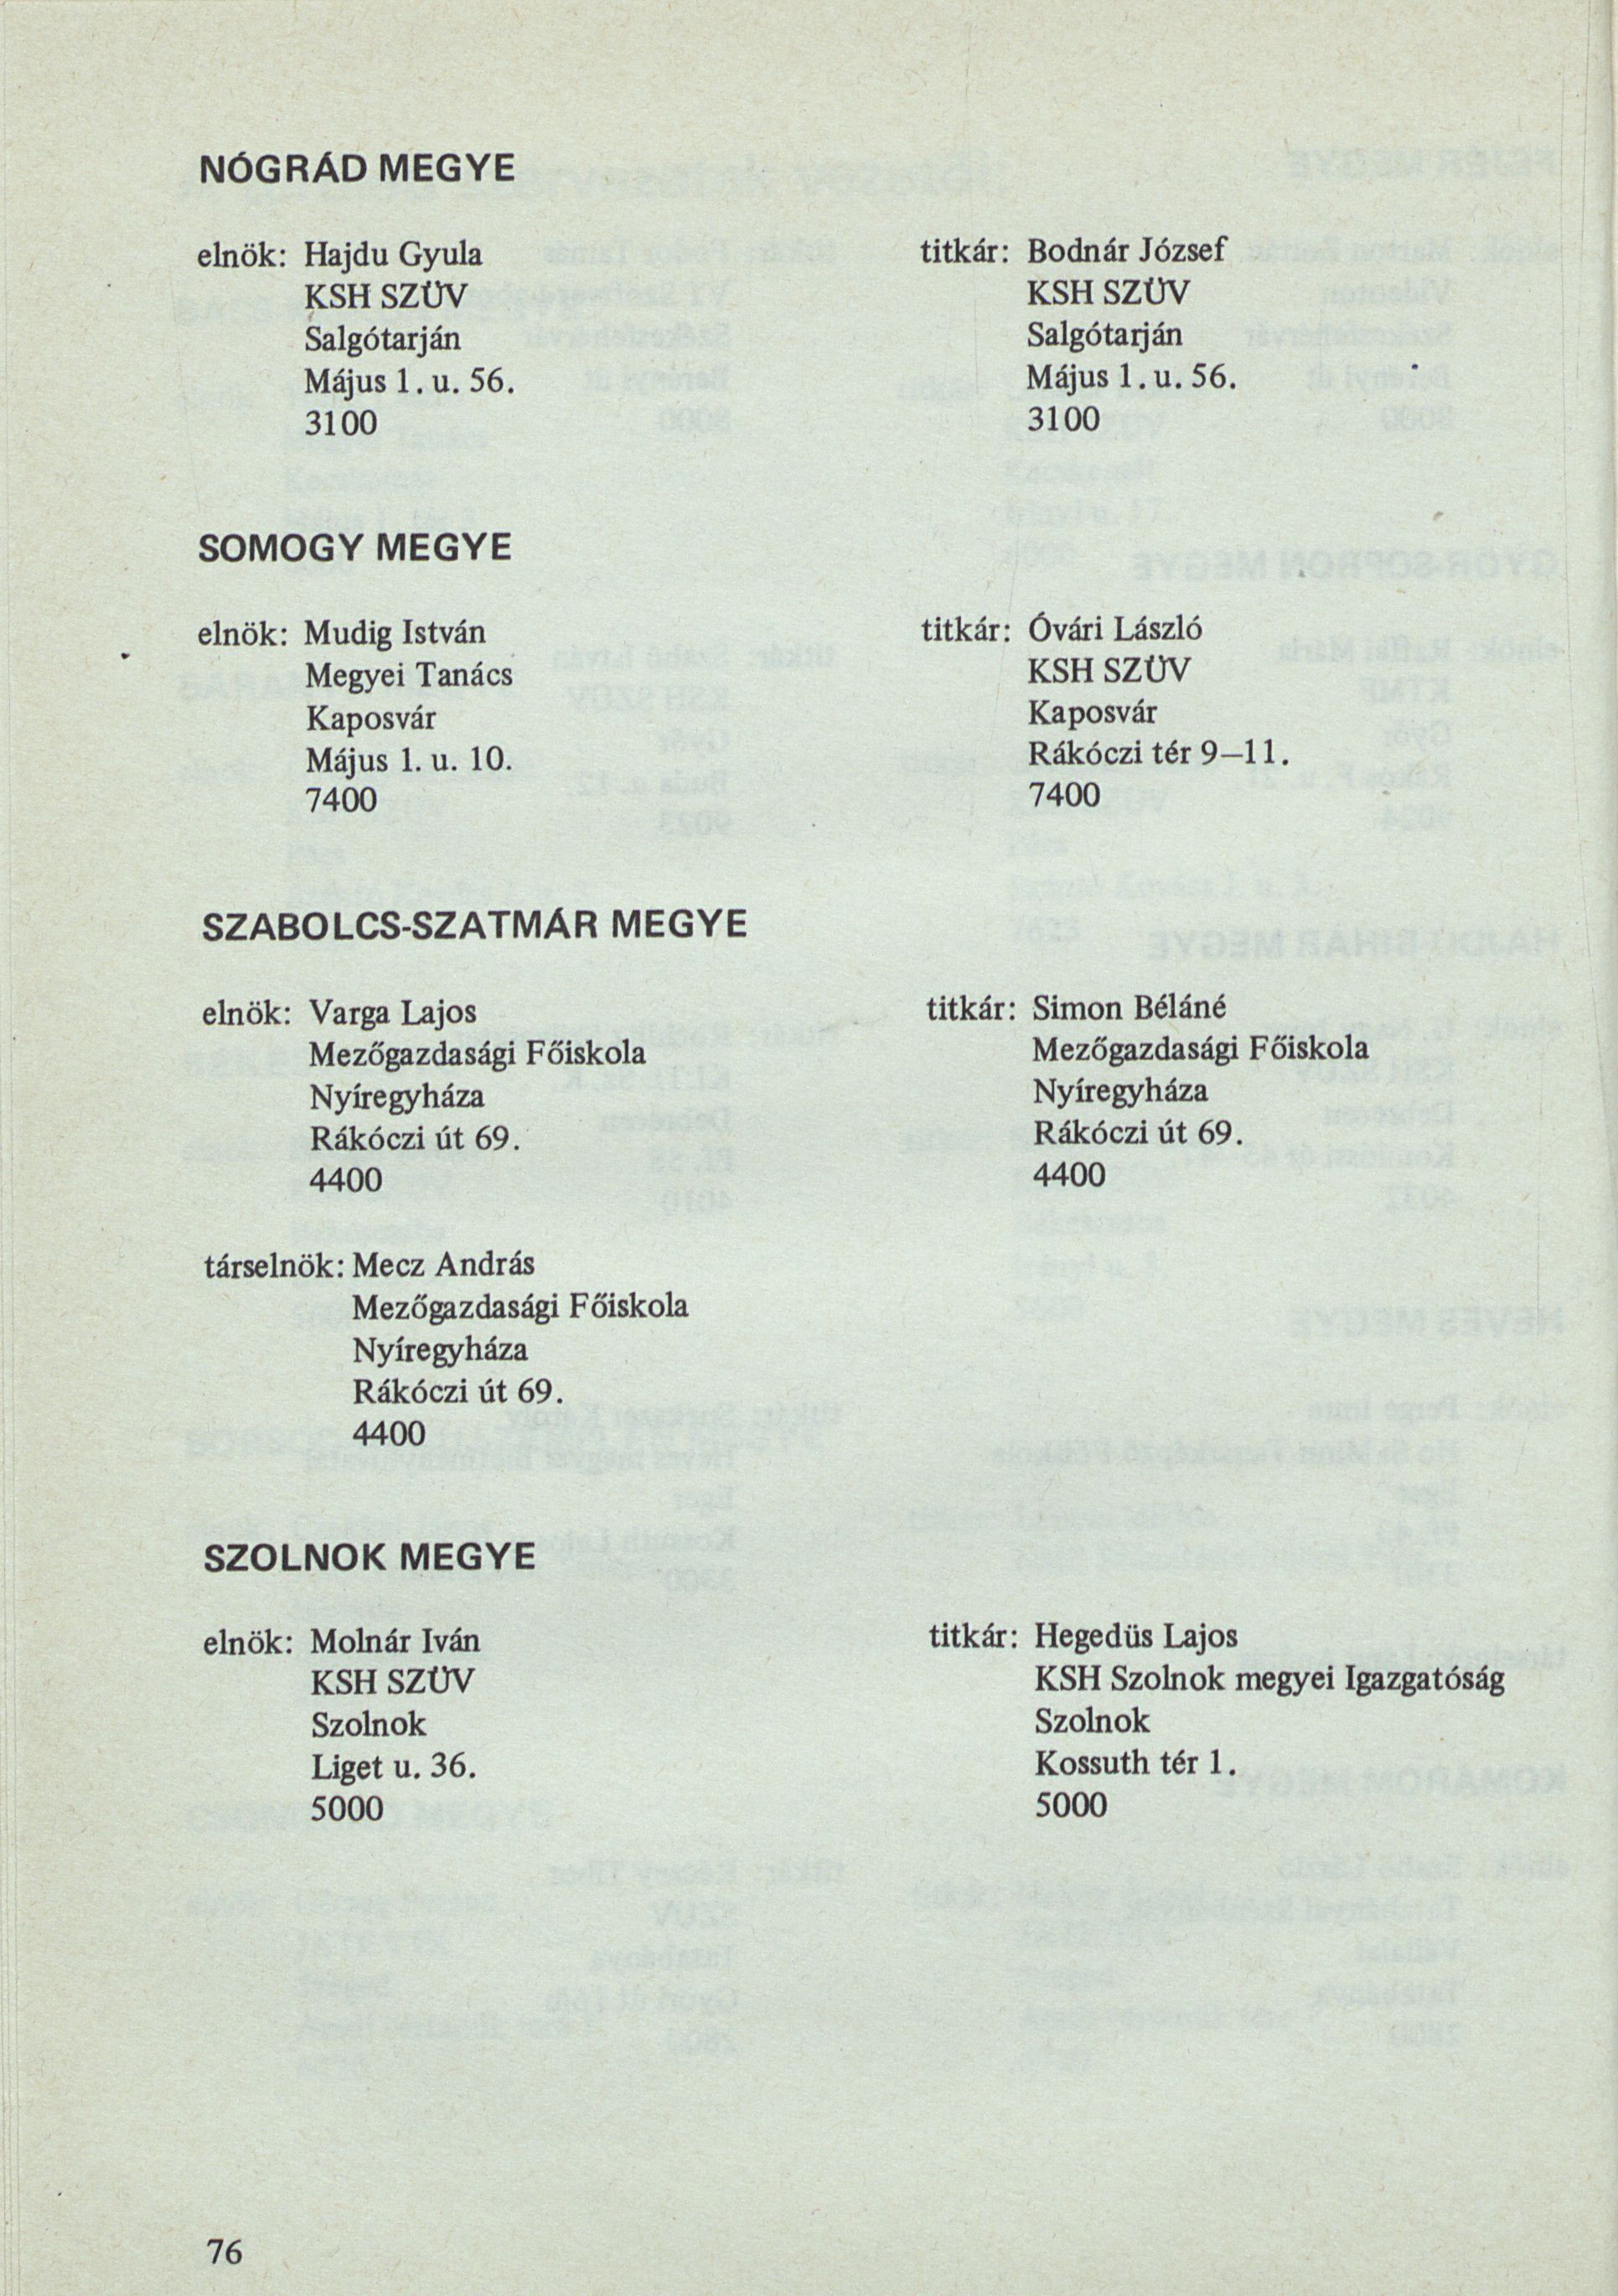 NÓGRÁD MEGYE
elnök: Hajdu Gyula
KSH SZÜV
Salgótarján
Május 1. u. 56.
3100
titkár: Bodnár József
KSH SZÜV
Salgótarján
Május 1. u. 56.
3100
SOMOGY MEGYE
elnök: Mudig István
Megyei Tanács
Kaposvár
Május 1. u. 10.
7400
titkár: Óvári László
KSH SZÜV
Kaposvár
Rákóczi tér 9–11.
7400
SZABOLCS-SZATMÁR MEGYE
elnök: Varga Lajos
Mezőgazdasági Főiskola
Nyíregyháza
Rákóczi út 69.
4400
titkár: Simon Béláné
Mezőgazdasági Főiskola
Nyíregyháza
Rákóczi út 69.
4400
társelnök: Mecz András
Mezőgazdasági Főiskola
Nyíregyháza
Rákóczi út 69.
4400
SZOLNOK MEGYE
elnök: Molnár Iván
KSH SZÜV
Szolnok
Liget u. 36.
5000
titkár: Hegedüs Lajos
KSH Szolnok megyei Igazgatóság
Szolnok
Kossuth tér 1.
5000
76